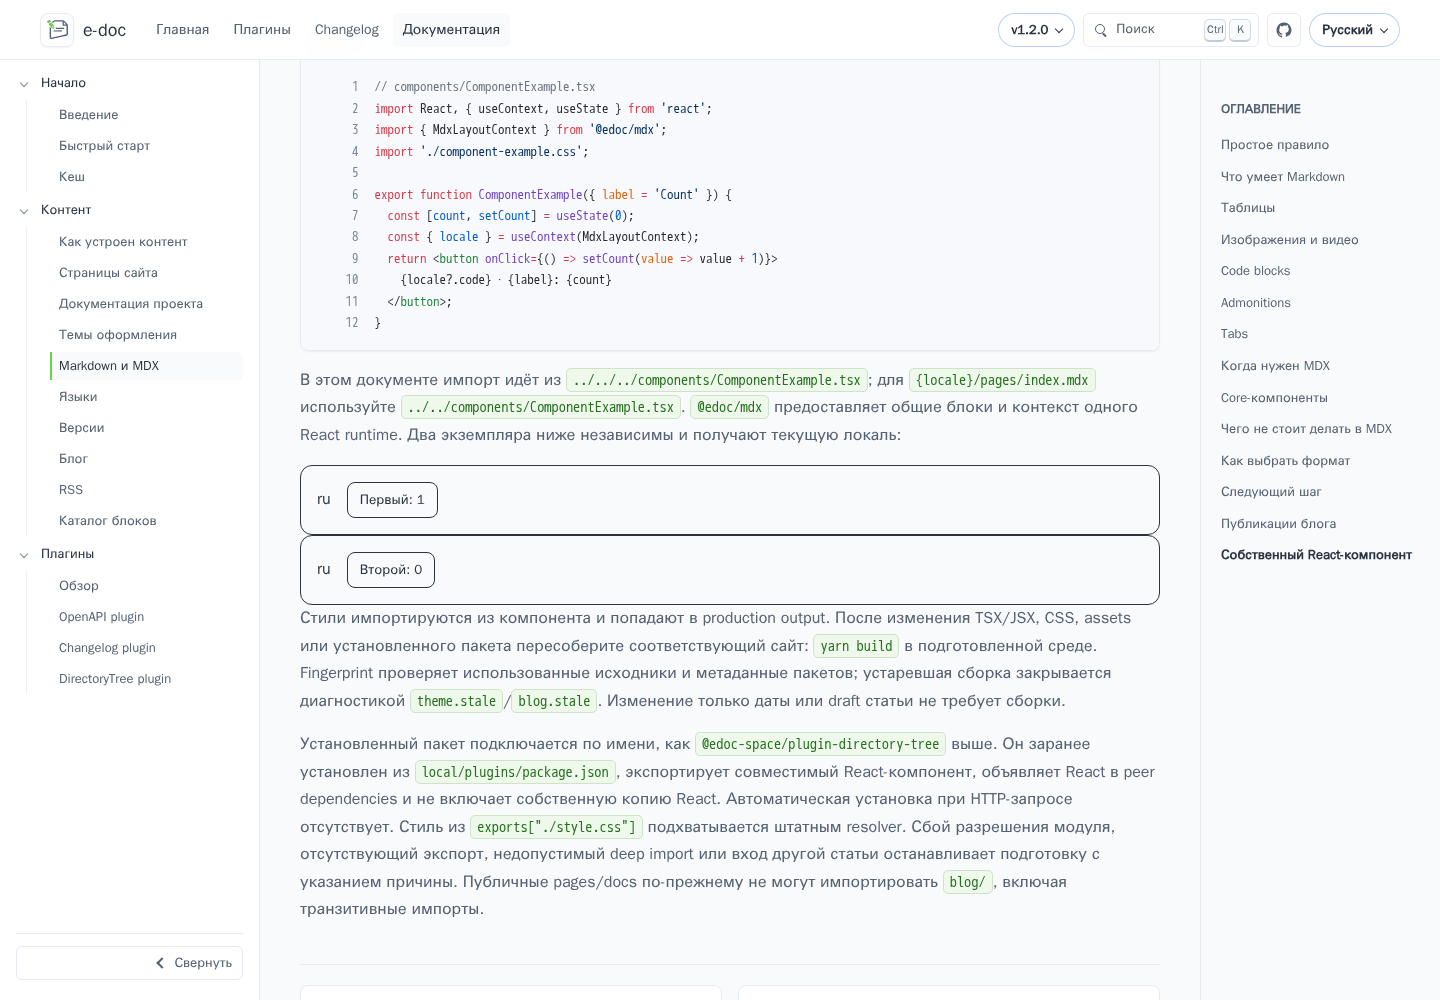 e-doc
Главная
Плагины
Changelog
Документация
v1.2.0
Поиск
Ctrl
K
Русский
Начало
Введение
Быстрый старт
Кеш
Контент
Как устроен контент
Страницы сайта
Документация проекта
Темы оформления
Markdown и MDX
Языки
Версии
Блог
RSS
Каталог блоков
Плагины
Обзор
OpenAPI plugin
Changelog plugin
DirectoryTree plugin
Свернуть
1 // components/ComponentExample.tsx
2 import React, { useContext, useState } from 'react';
3 import { MdxLayoutContext } from '@edoc/mdx';
4 import './component-example.css';
5
6 export function ComponentExample({ label = 'Count' }) {
7 const [count, setCount] = useState(0);
8 const { locale } = useContext(MdxLayoutContext);
9 return <button onClick={() => setCount(value => value + 1)}>
10 {locale?.code} · {label}: {count}
11 </button>;
12 }
В этом документе импорт идёт из ../../../components/ComponentExample.tsx; для {locale}/pages/index.mdx
используйте ../../components/ComponentExample.tsx. @edoc/mdx предоставляет общие блоки и контекст одного
React runtime. Два экземпляра ниже независимы и получают текущую локаль:
ru Первый: 1
ru Второй: 0
Стили импортируются из компонента и попадают в production output. После изменения TSX/JSX, CSS, assets
или установленного пакета пересоберите соответствующий сайт: yarn build в подготовленной среде.
Fingerprint проверяет использованные исходники и метаданные пакетов; устаревшая сборка закрывается
диагностикой theme.stale/blog.stale. Изменение только даты или draft статьи не требует сборки.
Установленный пакет подключается по имени, как @edoc-space/plugin-directory-tree выше. Он заранее
установлен из local/plugins/package.json, экспортирует совместимый React-компонент, объявляет React в peer
dependencies и не включает собственную копию React. Автоматическая установка при HTTP-запросе
отсутствует. Стиль из exports["./style.css"] подхватывается штатным resolver. Сбой разрешения модуля,
отсутствующий экспорт, недопустимый deep import или вход другой статьи останавливает подготовку с
указанием причины. Публичные pages/docs по-прежнему не могут импортировать blog/, включая
транзитивные импорты.
ОГЛАВЛЕНИЕ
Простое правило
Что умеет Markdown
Таблицы
Изображения и видео
Code blocks
Admonitions
Tabs
Когда нужен MDX
Core-компоненты
Чего не стоит делать в MDX
Как выбрать формат
Следующий шаг
Публикации блога
Собственный React-компонент